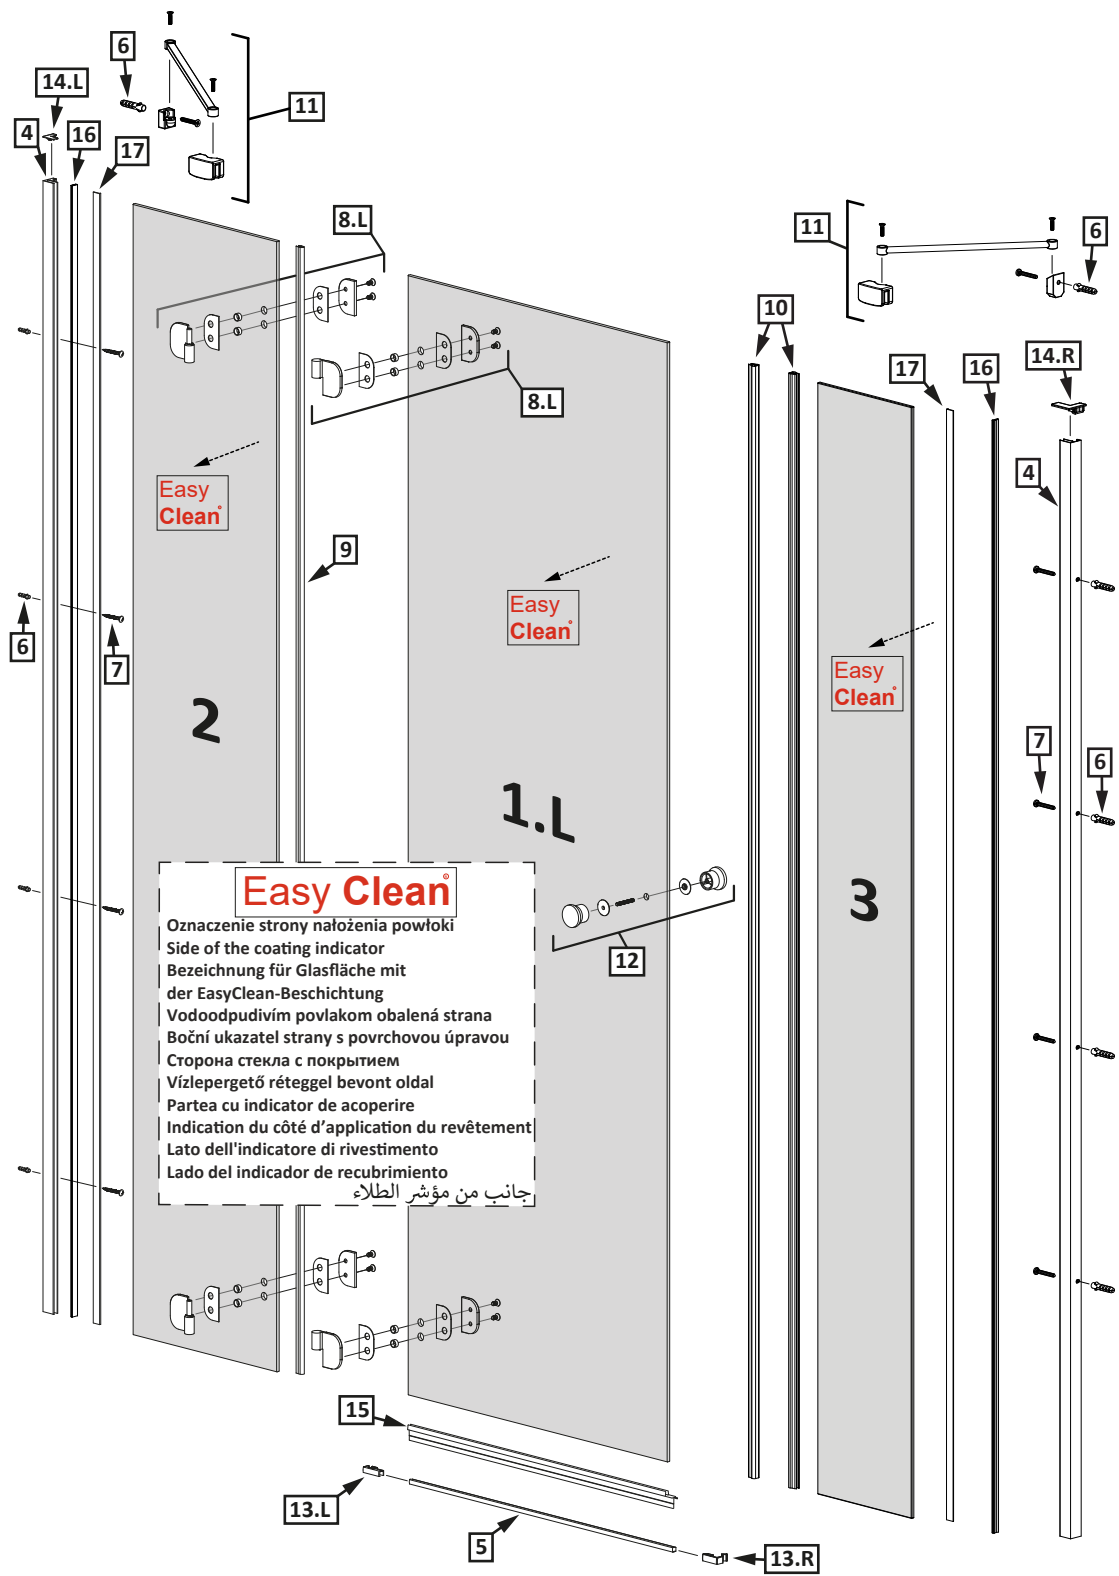 6
14.L
4
16
17
11
8.L
11
6
10
8.L
17
16
14.R
4
Easy
Clean®
9
Easy
Clean®
Easy
Clean®
6
7
2
7
6
1.L
3
12
Easy Clean®
Oznaczenie strony nałożenia powłoki
Side of the coating indicator
Bezeichnung für Glasfläche mit
der EasyClean-Beschichtung
Vodoodpudivím povlakom obalená strana
Boční ukazatel strany s povrchovou úpravou
Сторона стекла с покрытием
Vízlepergető réteggel bevont oldal
Partea cu indicator de acoperire
Indication du côté d’application du revêtement
Lato dell'indicatore di rivestimento
Lado del indicador de recubrimiento
جانب من مؤشر الطلاء
15
13.L
5
13.R